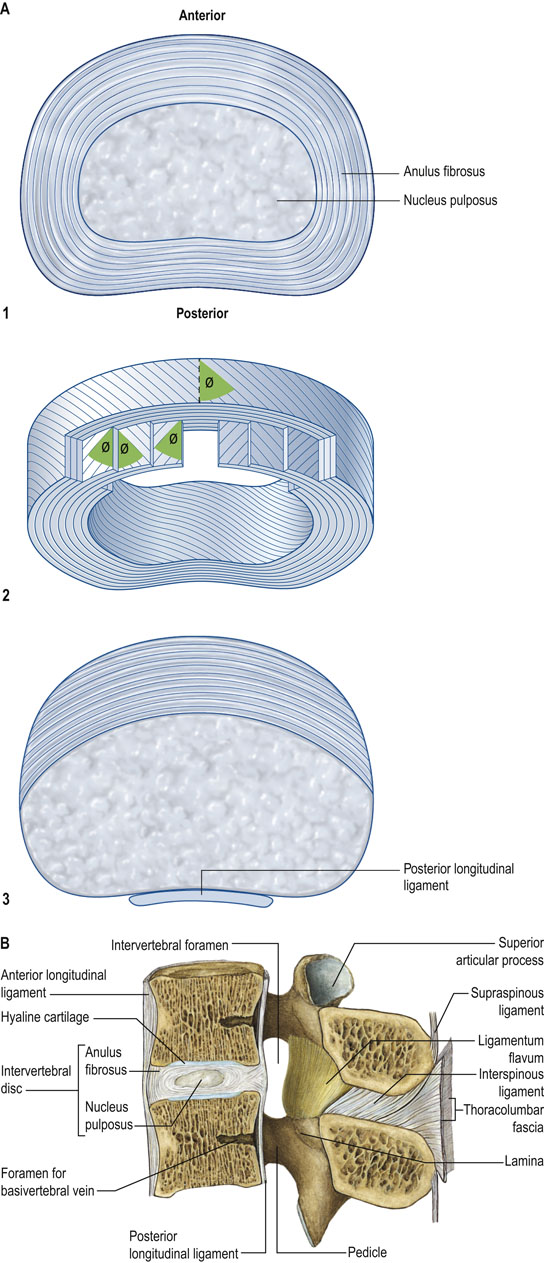 A
Anterior
Anulus fibrosus
Nucleus pulposus
1
Posterior
Ø
Ø
Ø
Ø
2
Posterior longitudinal
ligament
3
B
Intervertebral foramen
Superior
articular process
Anterior longitudinal
ligament
Supraspinous
ligament
Hyaline cartilage
Ligamentum
flavum
Intervertebral
disc
Anulus
fibrosus
Interspinous
ligament
Nucleus
pulposus
Thoracolumbar
fascia
Foramen for
basivertebral vein
Lamina
Posterior
longitudinal ligament
Pedicle